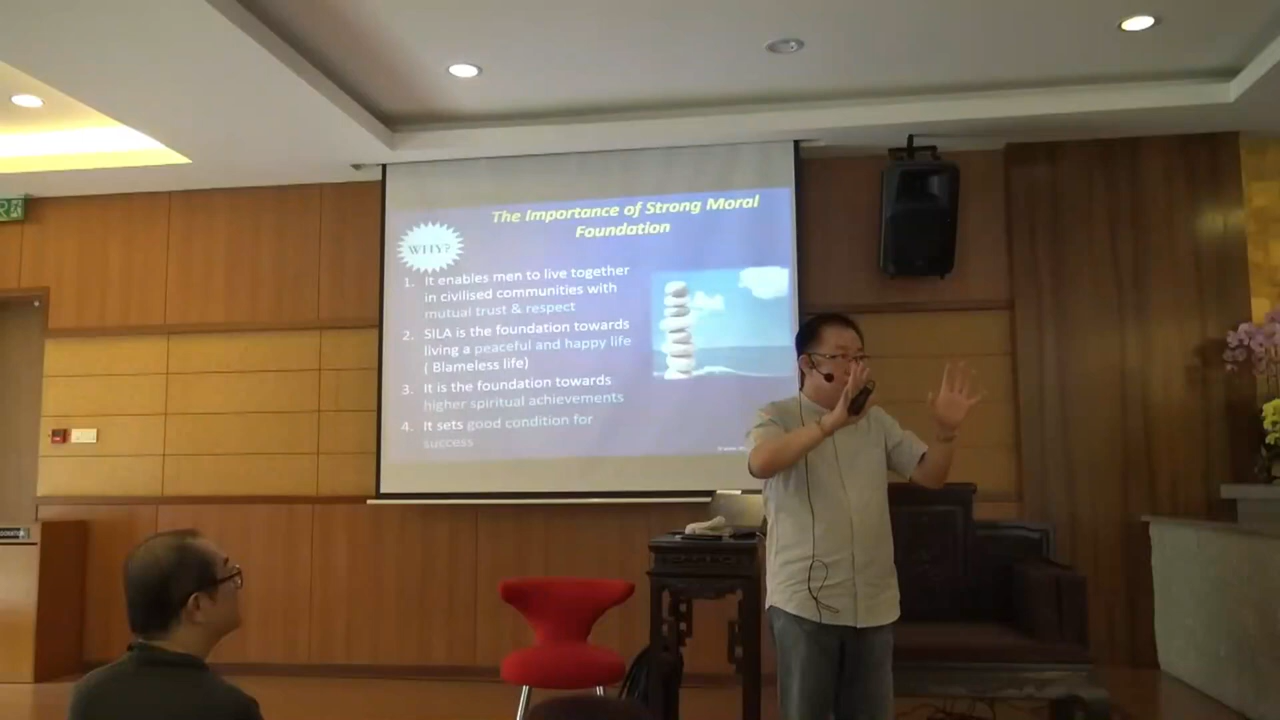 The Importance of Strong Moral
Foundation
WHY?
1. It enables men to live together
in civilised communities with
mutual trust & respect
2. SILA is the foundation towards
living a peaceful and happy life
( Blameless life)
3. It is the foundation towards
higher spiritual achievements
4. It sets good condition for
success